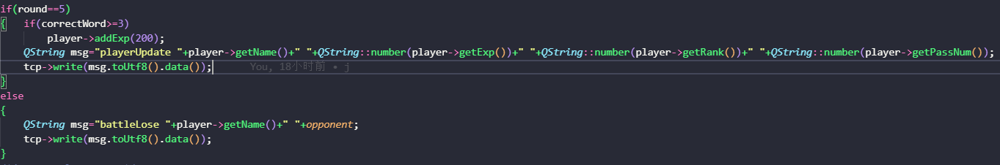 if(round==5)
{   if(correctWord>=3)
        player->addExp(200);
    QString msg="playerUpdate "+player->getName()+" "+QString::number(player->getExp())+" "+QString::number(player->getRank())+" "+QString::number(player->getPassNum());
    tcp->write(msg.toUtf8().data());      You, 18小时前 • j
}
else
{
    QString msg="battleLose "+player->getName()+" "+opponent;
    tcp->write(msg.toUtf8().data());
}